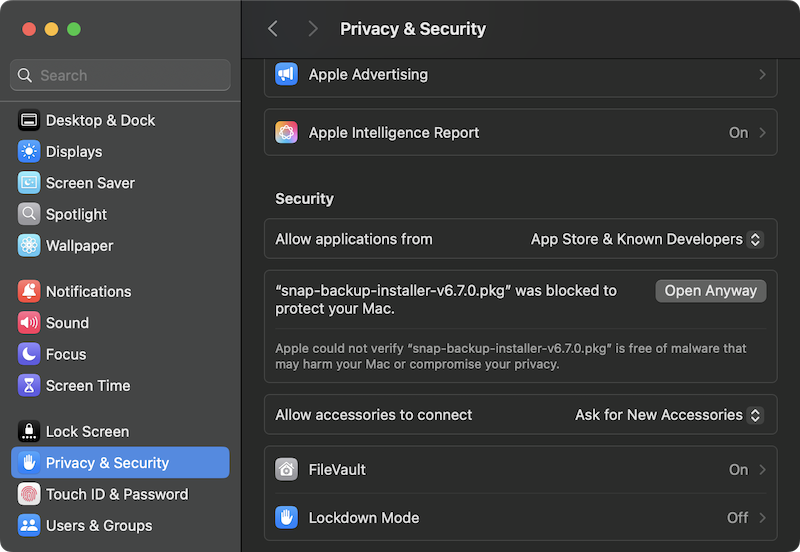 Privacy & Security
Search
Desktop & Dock
Displays
Screen Saver
Spotlight
Wallpaper
Notifications
Sound
Focus
Screen Time
Lock Screen
Privacy & Security
Touch ID & Password
Users & Groups
Apple Advertising
Apple Intelligence Report On
Security
Allow applications from App Store & Known Developers
“snap-backup-installer-v6.7.0.pkg” was blocked to
protect your Mac.
Open Anyway
Apple could not verify “snap-backup-installer-v6.7.0.pkg” is free of malware that
may harm your Mac or compromise your privacy.
Allow accessories to connect Ask for New Accessories
FileVault On
Lockdown Mode Off